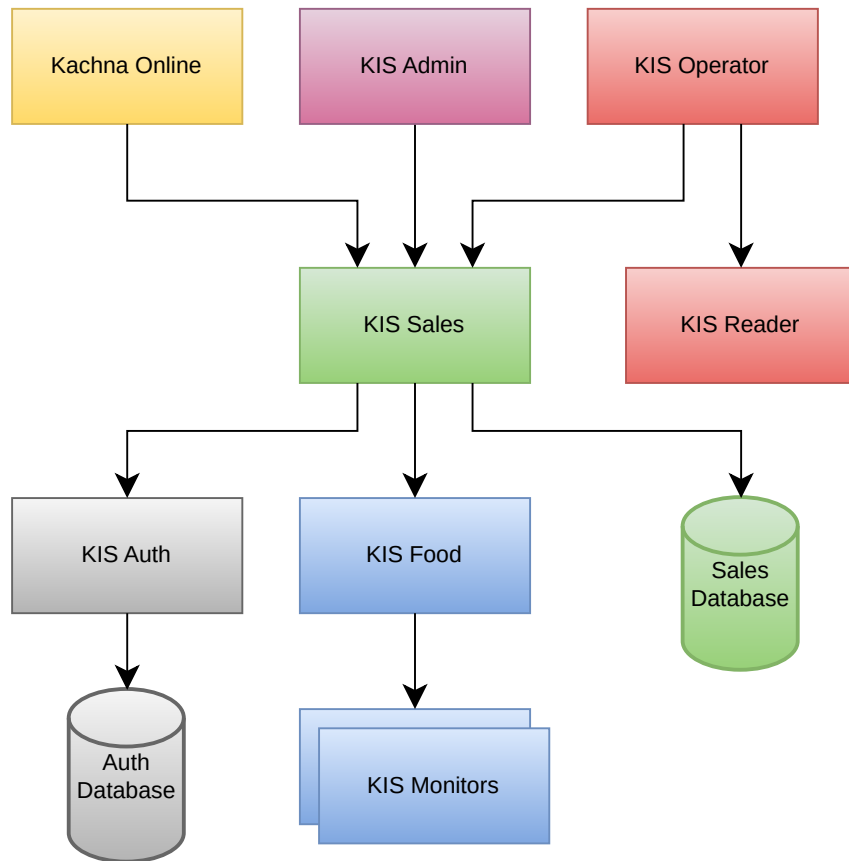 Kachna Online
KIS Admin
KIS Operator
KIS Sales
KIS Reader
KIS Auth
KIS Food
Sales
Database
Auth
Database
KIS Monitors